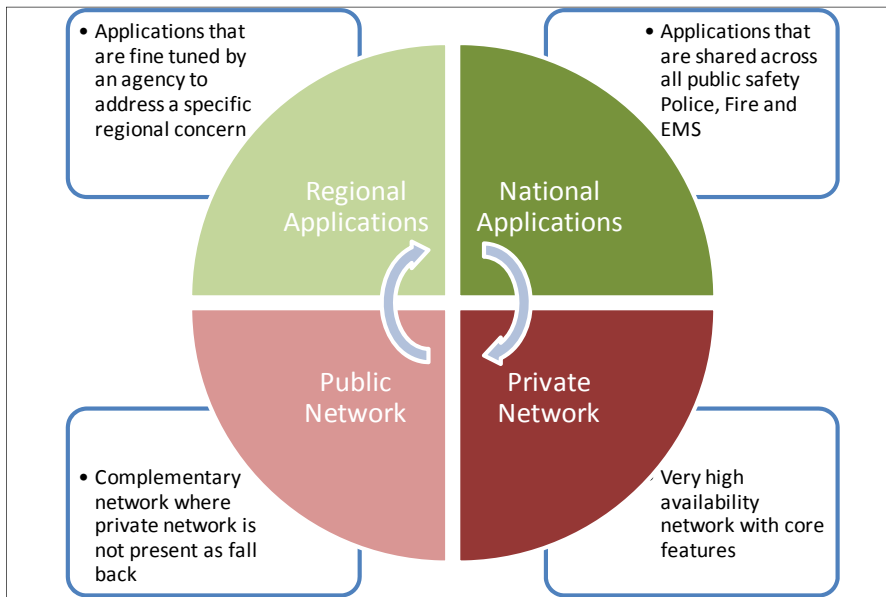 • Applications that
are fine tuned by
an agency to
address a specific
regional concern
• Applications that
are shared across
all public safety
Police, Fire and
EMS
Regional
Applications
National
Applications
Public
Network
Private
Network
• Complementary
network where
private network is
not present as fall
back
• Very high
availability
network with core
features